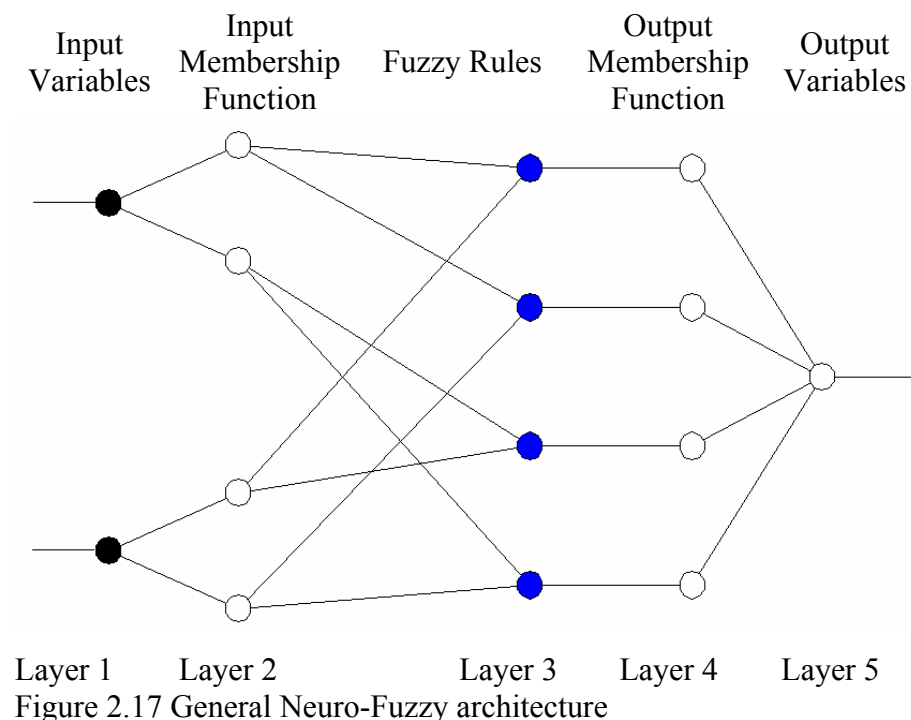 Input
Variables
Input
Membership
Function
Fuzzy Rules
Output
Membership
Function
Output
Variables
Layer 1
Layer 2
Layer 3
Layer 4
Layer 5
Figure 2.17 General Neuro-Fuzzy architecture